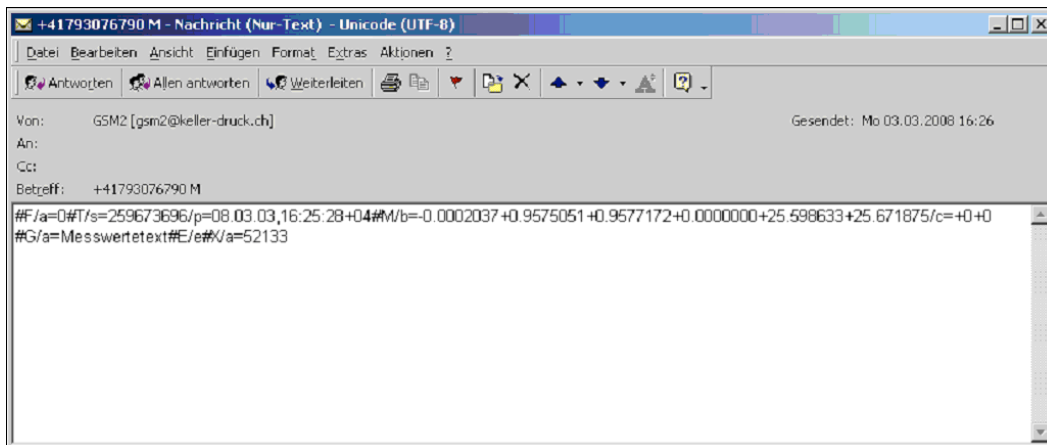 +41793076790 M - Nachricht (Nur-Text) - Unicode (UTF-8)
Datei Bearbeiten Ansicht Einfügen Format Extras Aktionen ?
Antworten Allen antworten Weiterleiten
Von: GSM2 [gsm2@keller-druck.ch] Gesendet: Mo 03.03.2008 16:26
An:
Cc:
Betreff: +41793076790 M
#F/a=0#T/s=259673696/p=08.03.03,16:25:28+04#M/b=-0.0002037+0.9575051+0.9577172+0.0000000+25.598633+25.671875/c=+0+0
#G/a=Messwertetext#E/e#X/a=52133